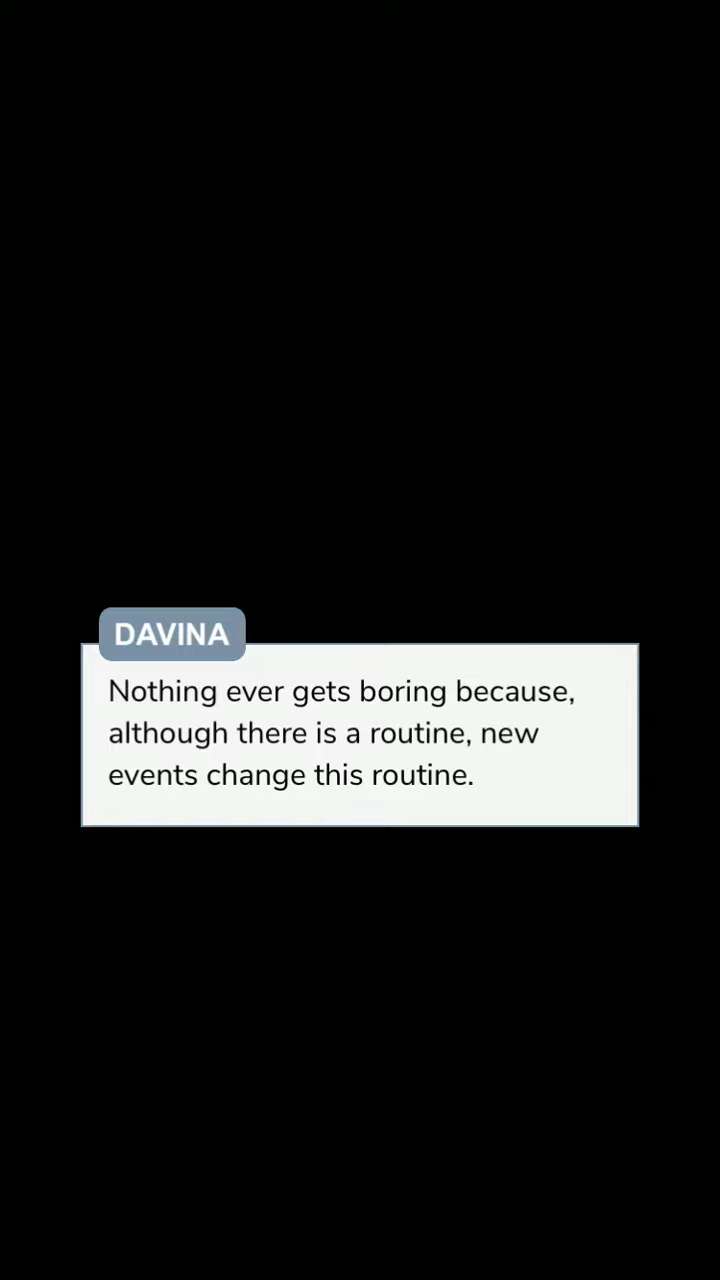 DAVINA
Nothing ever gets boring because,
although there is a routine, new
events change this routine.